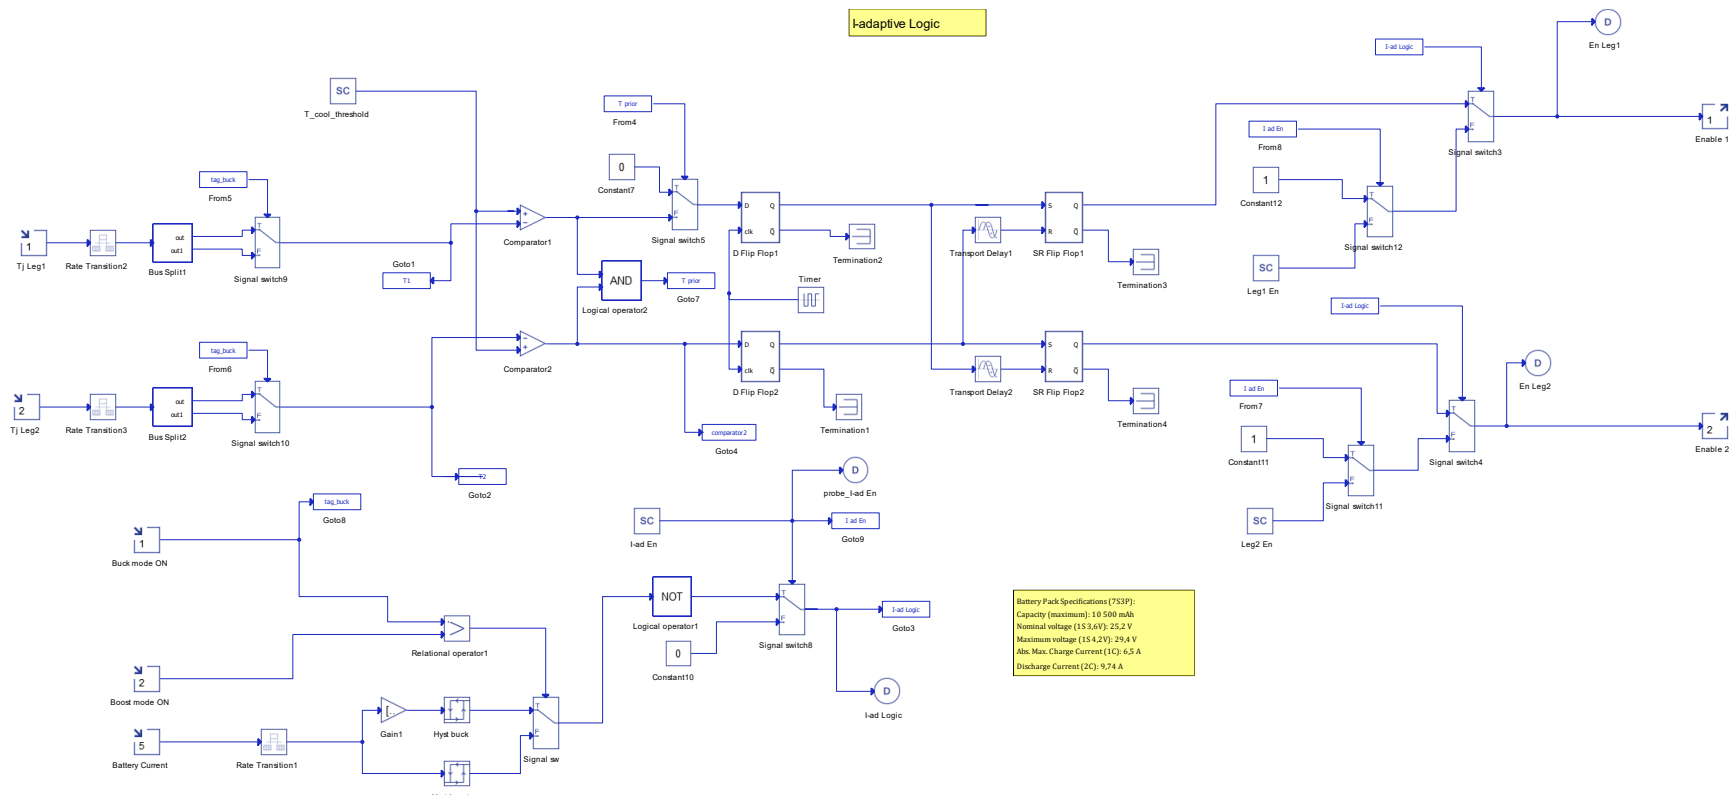 I-adaptive Logic
D
En Leg1
I-ad Logic
SC
T_cool_threshold
T prior
From4
T
F
Signal switch3
1
Enable 1
I ad En
From8
0
Constant7
T
F
Signal switch5
1
Constant12
T
F
Signal switch12
tag_buck
From5
1
Tj Leg1
Rate Transition2
out
out1
Bus Split1
T
F
Signal switch9
Goto1
T1
+
−
Comparator1
D
Q
clk
Q̄
D Flip Flop1
Termination2
Transport Delay1
S
Q
R
Q̄
SR Flip Flop1
Termination3
SC
Leg1 En
AND
Logical operator2
T prior
Goto7
Timer
I-ad Logic
tag_buck
From6
2
Tj Leg2
Rate Transition3
out
out1
Bus Split2
T
F
Signal switch10
−
+
Comparator2
D
Q
clk
Q̄
D Flip Flop2
Termination1
Transport Delay2
S
Q
R
Q̄
SR Flip Flop2
Termination4
D
En Leg2
I ad En
From7
1
Constant11
T
F
Signal switch11
T
F
Signal switch4
2
Enable 2
SC
Leg2 En
comparator2
Goto4
T2
Goto2
D
probe_I-ad En
tag_buck
Goto8
1
Buck mode ON
SC
I-ad En
I ad En
Goto9
NOT
Logical operator1
T
F
Signal switch8
I-ad Logic
Goto3
0
Constant10
D
I-ad Logic
>
Relational operator1
2
Boost mode ON
5
Battery Current
Rate Transition1
Gain1
Hyst buck
T
F
Signal sw
Battery Pack Specifications (7S3P):
Capacity (maximum): 10 500 mAh
Nominal voltage (1S 3,6V): 25,2 V
Maximum voltage (1S 4,2V): 29,4 V
Abs. Max. Charge Current (1C): 6,5 A
Discharge Current (2C): 9,74 A